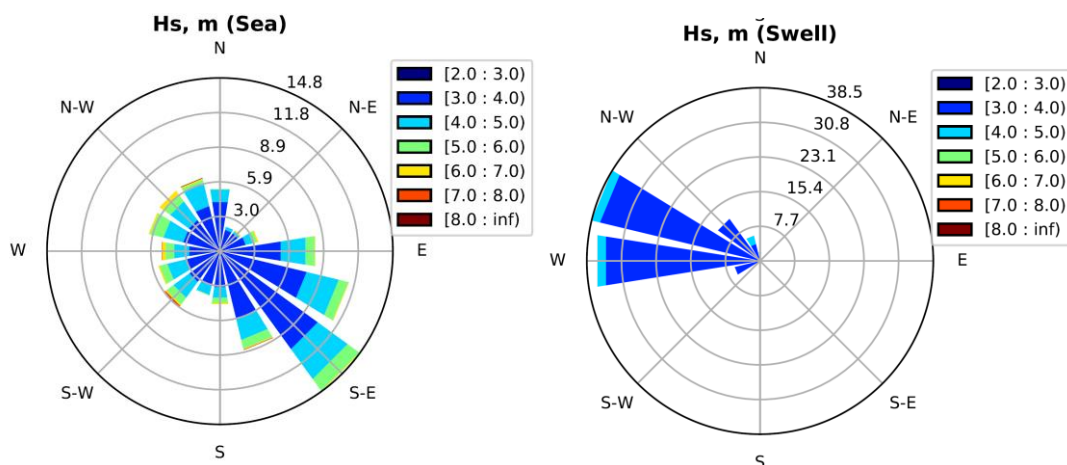 Hs, m (Sea)
N
N-E
E
S-E
S
S-W
W
N-W
3.0
5.9
8.9
11.8
14.8
[2.0 : 3.0)
[3.0 : 4.0)
[4.0 : 5.0)
[5.0 : 6.0)
[6.0 : 7.0)
[7.0 : 8.0)
[8.0 : inf)
Hs, m (Swell)
N
N-E
E
S-E
S
S-W
W
N-W
7.7
15.4
23.1
30.8
38.5
[2.0 : 3.0)
[3.0 : 4.0)
[4.0 : 5.0)
[5.0 : 6.0)
[6.0 : 7.0)
[7.0 : 8.0)
[8.0 : inf)